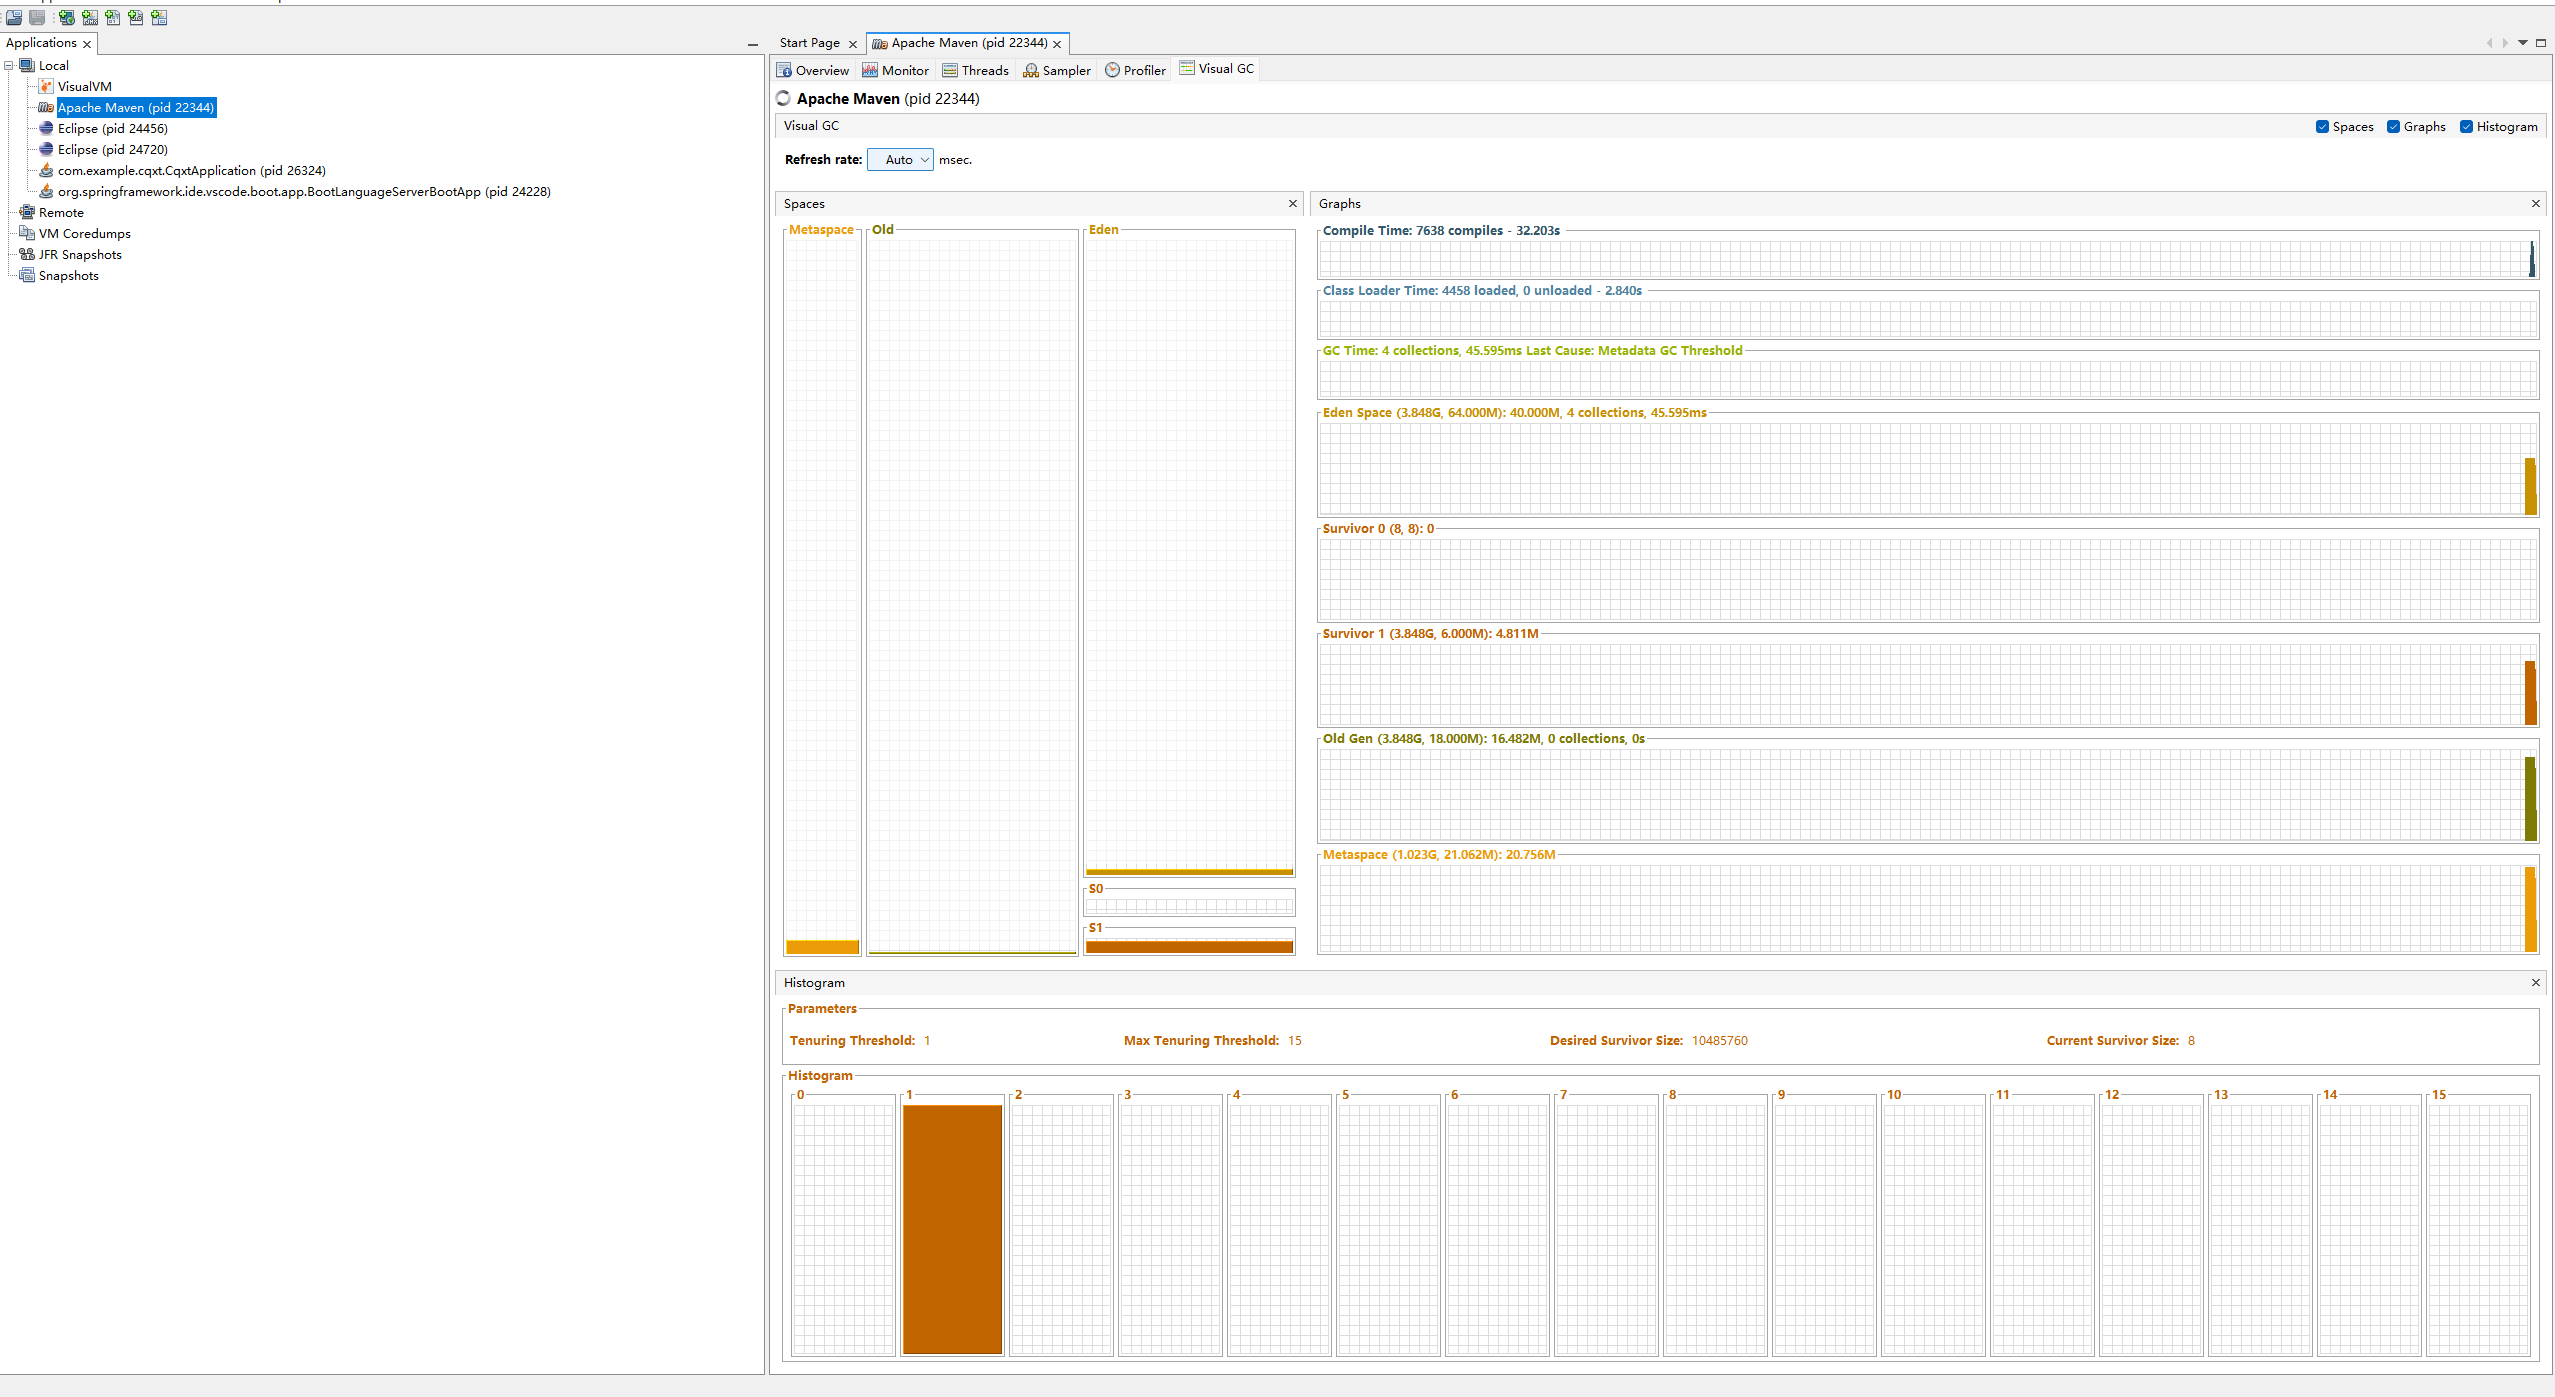 Applications
Local
VisualVM
Apache Maven (pid 22344)
Eclipse (pid 24456)
Eclipse (pid 24720)
com.example.cqxt.CqxtApplication (pid 26324)
org.springframework.ide.vscode.boot.app.BootLanguageServerBootApp (pid 24228)
Remote
VM Coredumps
JFR Snapshots
Snapshots
Start Page Apache Maven (pid 22344)
Overview Monitor Threads Sampler Profiler Visual GC
Apache Maven (pid 22344)
Visual GC Spaces Graphs Histogram
Refresh rate: Auto msec.
Spaces
Metaspace Old Eden
S0
S1
Graphs
Compile Time: 7638 compiles - 32.203s
Class Loader Time: 4458 loaded, 0 unloaded - 2.840s
GC Time: 4 collections, 45.595ms Last Cause: Metadata GC Threshold
Eden Space (3.848G, 64.000M): 40.000M, 4 collections, 45.595ms
Survivor 0 (8, 8): 0
Survivor 1 (3.848G, 6.000M): 4.811M
Old Gen (3.848G, 18.000M): 16.482M, 0 collections, 0s
Metaspace (1.023G, 21.062M): 20.756M
Histogram
Parameters
Tenuring Threshold: 1 Max Tenuring Threshold: 15 Desired Survivor Size: 10485760 Current Survivor Size: 8
Histogram
0 1 2 3 4 5 6 7 8 9 10 11 12 13 14 15